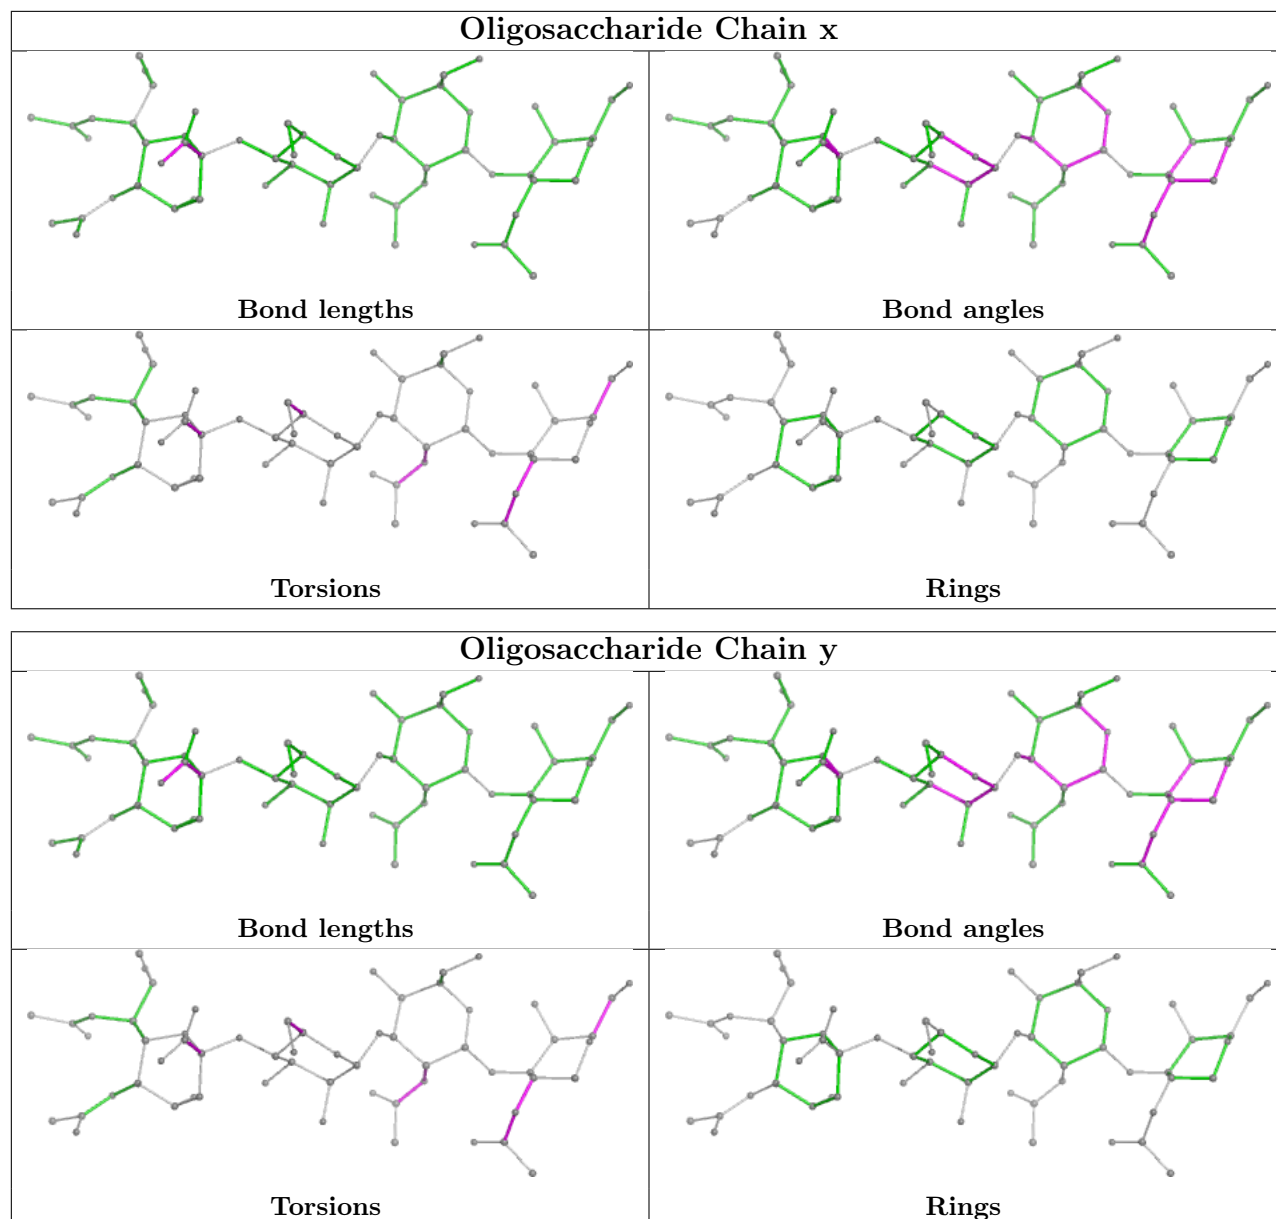 Oligosaccharide Chain x
Bond lengths
Bond angles
Torsions
Rings
Oligosaccharide Chain y
Bond lengths
Bond angles
Torsions
Rings